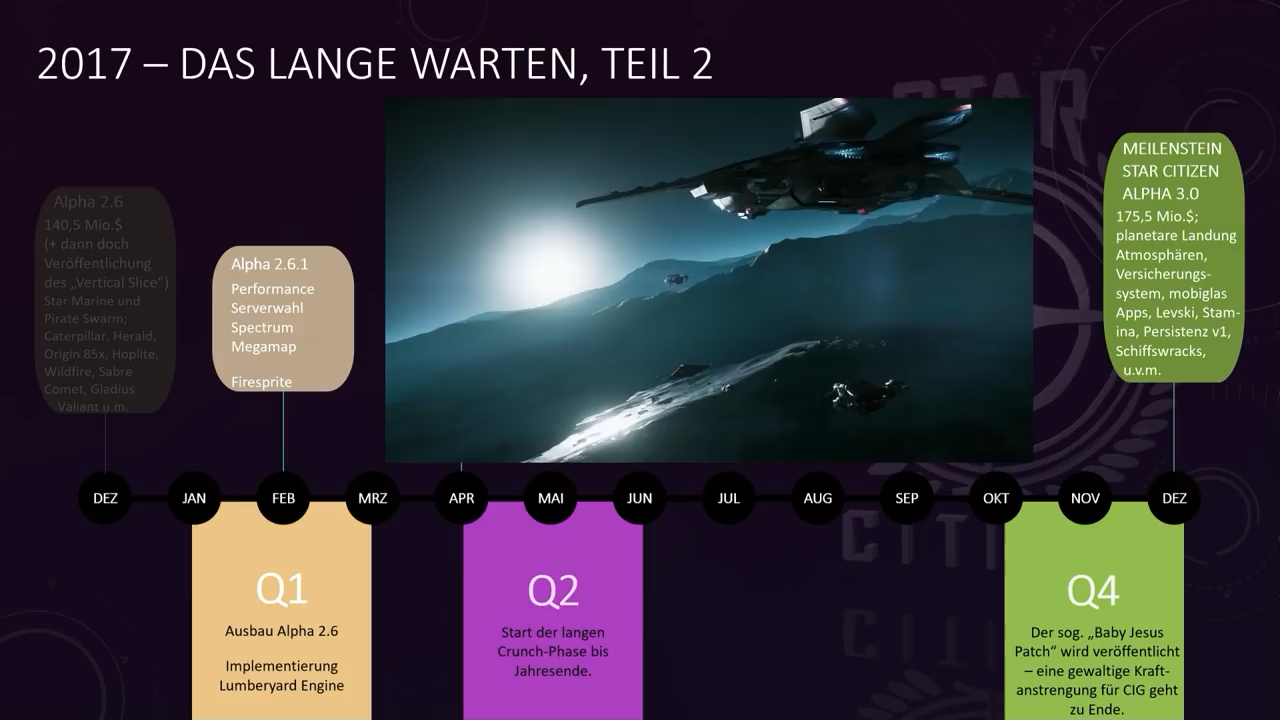 2017 – DAS LANGE WARTEN, TEIL 2
Alpha 2.6
140,5 Mio.$
(+ dann doch
Veröffentlichung
des „Vertical Slice“)
Star Marine und
Pirate Swarm;
Caterpillar, Herald,
Origin 85x, Hoplite,
Wildfire, Sabre
Comet, Gladius
Valiant u.m.
Alpha 2.6.1
Performance
Serverwahl
Spectrum
Megamap
Firesprite
MEILENSTEIN
STAR CITIZEN
ALPHA 3.0
175,5 Mio.$;
planetare Landung
Atmosphären,
Versicherungs-
system, mobiglas
Apps, Levski, Stam-
ina, Persistenz v1,
Schiffswracks,
u.v.m.
DEZ JAN FEB MRZ APR MAI JUN JUL AUG SEP OKT NOV DEZ
Q1
Ausbau Alpha 2.6
Implementierung
Lumberyard Engine
Q2
Start der langen
Crunch-Phase bis
Jahresende.
Q4
Der sog. „Baby Jesus
Patch“ wird veröffentlicht
– eine gewaltige Kraft-
anstrengung für CIG geht
zu Ende.
STAR
CITI